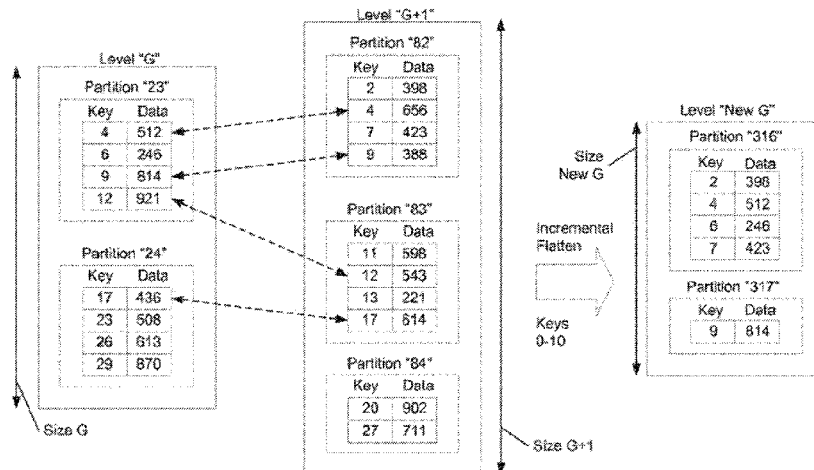 Level "G"
Partition "23"
Key Data
4 512
6 246
9 814
12 921
Partition "24"
Key Data
17 436
23 508
26 613
29 870
Size G
Level "G+1"
Partition "82"
Key Data
2 398
4 656
7 423
9 388
Partition "83"
Key Data
11 598
12 543
13 221
17 614
Partition "84"
Key Data
20 902
27 711
Size G+1
Incremental
Flatten
Keys
0-10
Level "New G"
Size
New G
Partition "316"
Key Data
2 398
4 512
6 246
7 423
Partition "317"
Key Data
9 814